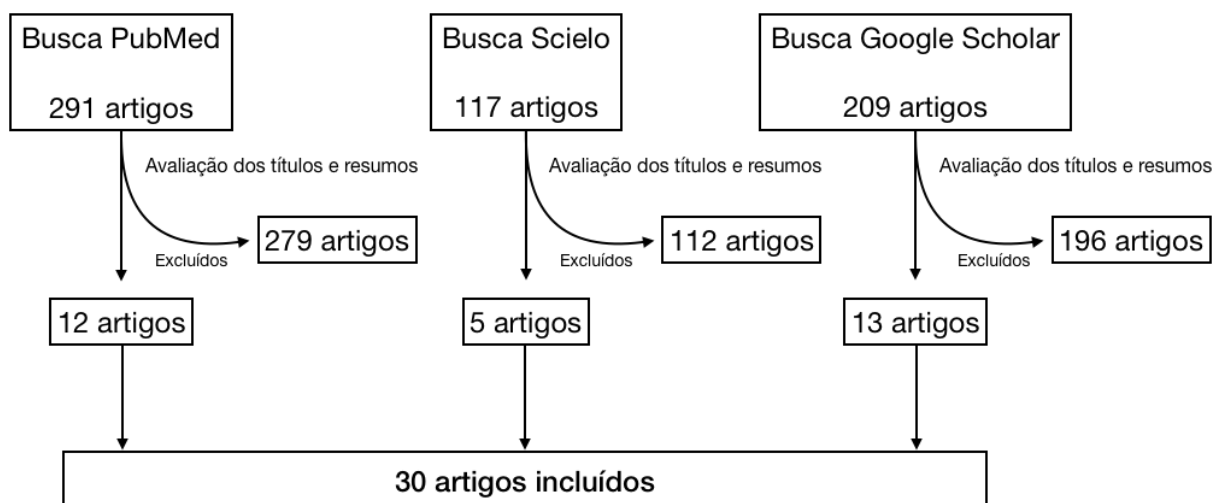 Busca PubMed
291 artigos
Busca Scielo
117 artigos
Busca Google Scholar
209 artigos
Avaliação dos títulos e resumos
Avaliação dos títulos e resumos
Avaliação dos títulos e resumos
279 artigos
Excluídos
112 artigos
Excluídos
196 artigos
Excluídos
12 artigos
5 artigos
13 artigos
30 artigos incluídos